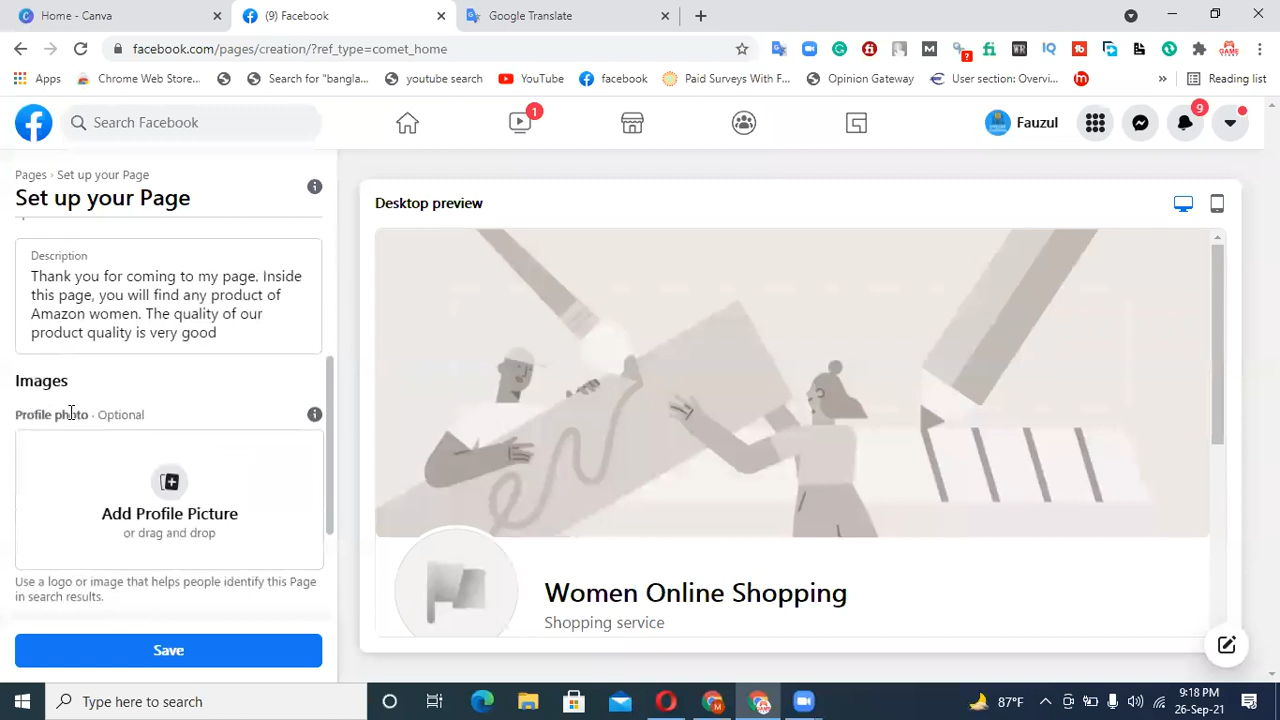 Home - Canva
(9) Facebook
Google Translate
facebook.com/pages/creation/?ref_type=comet_home
Apps
Chrome Web Store...
Search for "bangla...
youtube search
YouTube
facebook
Paid Surveys With F...
Opinion Gateway
User section: Overvi...
Reading list
Search Facebook
1
Fauzul
9
Pages › Set up your Page
Set up your Page
Description
Thank you for coming to my page. Inside
this page, you will find any product of
Amazon women. The quality of our
product quality is very good
Images
Profile photo · Optional
Add Profile Picture
or drag and drop
Use a logo or image that helps people identify this Page
in search results.
Save
Desktop preview
Women Online Shopping
Shopping service
Type here to search
87°F
9:18 PM
26-Sep-21